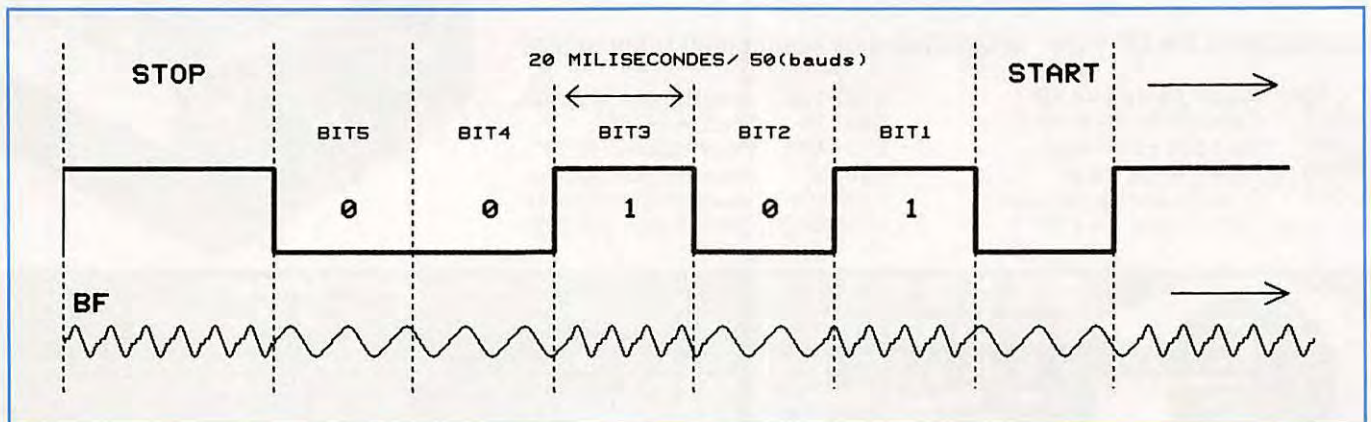 STOP
20 MILISECONDES/ 50(bauds)
START
BIT5
BIT4
BIT3
BIT2
BIT1
0
0
1
0
1
BF